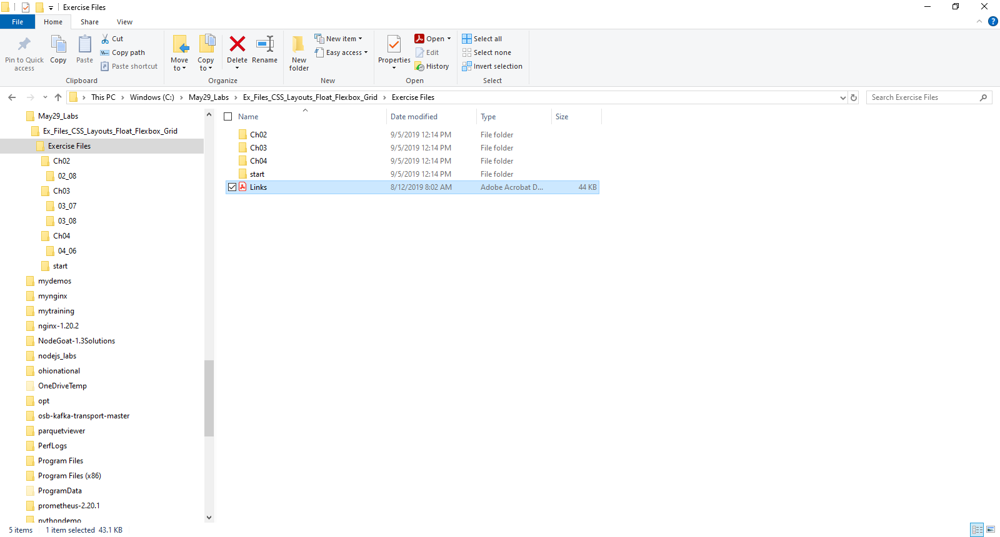 Exercise Files
File Home Share View
Pin to Quick access
Copy
Paste
Cut
Copy path
Paste shortcut
Clipboard
Move to
Copy to
Delete
Rename
Organize
New folder
New item
Easy access
New
Properties
Open
Edit
History
Open
Select all
Select none
Invert selection
Select
This PC > Windows (C:) > May29_Labs > Ex_Files_CSS_Layouts_Float_Flexbox_Grid > Exercise Files
Search Exercise Files
May29_Labs
Ex_Files_CSS_Layouts_Float_Flexbox_Grid
Exercise Files
Ch02
02_08
Ch03
03_07
03_08
Ch04
04_06
start
mydemos
mynginx
mytraining
nginx-1.20.2
NodeGoat-1.3Solutions
nodejs_labs
ohionational
OneDriveTemp
opt
osb-kafka-transport-master
parquetviewer
PerfLogs
Program Files
Program Files (x86)
ProgramData
prometheus-2.20.1
pythondemo
Name Date modified Type Size
Ch02 9/5/2019 12:14 PM File folder
Ch03 9/5/2019 12:14 PM File folder
Ch04 9/5/2019 12:14 PM File folder
start 9/5/2019 12:14 PM File folder
Links 8/12/2019 8:02 AM Adobe Acrobat D... 44 KB
5 items 1 item selected 43.1 KB